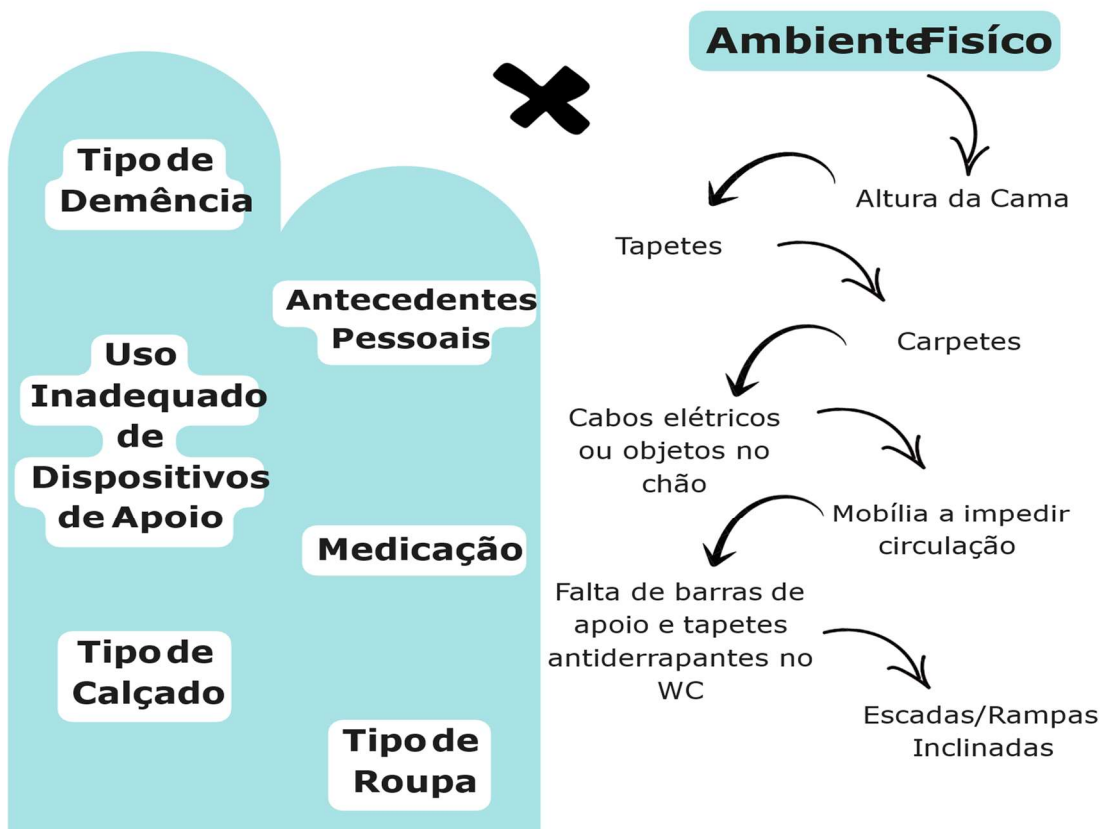 Tipo de
Demência
Uso
Inadequado
de
Dispositivos
de Apoio
Tipo de
Calçado
Antecedentes
Pessoais
Medicação
Tipo de
Roupa
Ambiente Fisíco
Altura da Cama
Tapetes
Carpetes
Cabos elétricos
ou objetos no
chão
Mobília a impedir
circulação
Falta de barras de
apoio e tapetes
antiderrapantes no
WC
Escadas/Rampas
Inclinadas